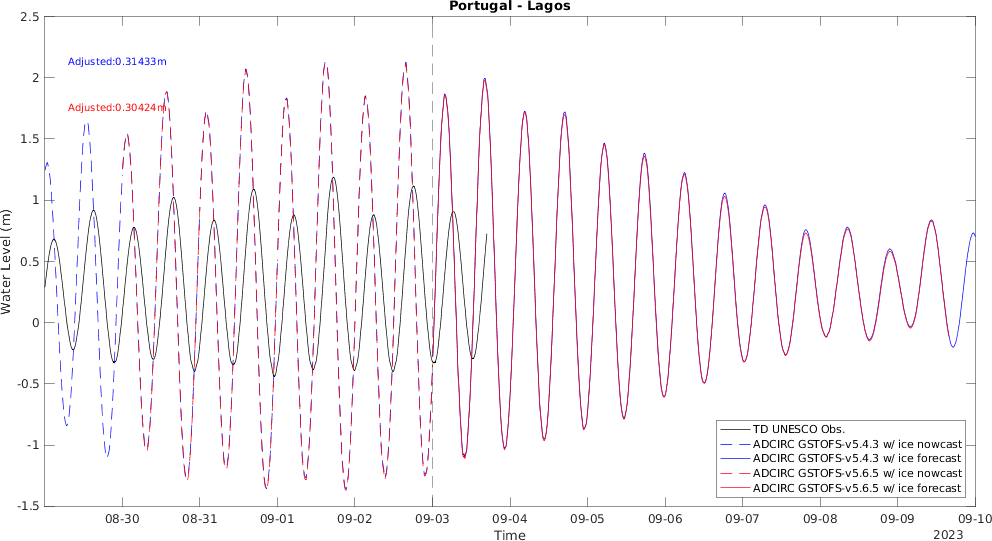 Portugal - Lagos
2.5
2
1.5
1
0.5
0
-0.5
-1
-1.5
Water Level (m)
Adjusted:0.31433m
Adjusted:0.30424m
TD UNESCO Obs.
ADCIRC GSTOFS-v5.4.3 w/ ice nowcast
ADCIRC GSTOFS-v5.4.3 w/ ice forecast
ADCIRC GSTOFS-v5.6.5 w/ ice nowcast
ADCIRC GSTOFS-v5.6.5 w/ ice forecast
08-30 08-31 09-01 09-02 09-03 09-04 09-05 09-06 09-07 09-08 09-09 09-10
Time
2023